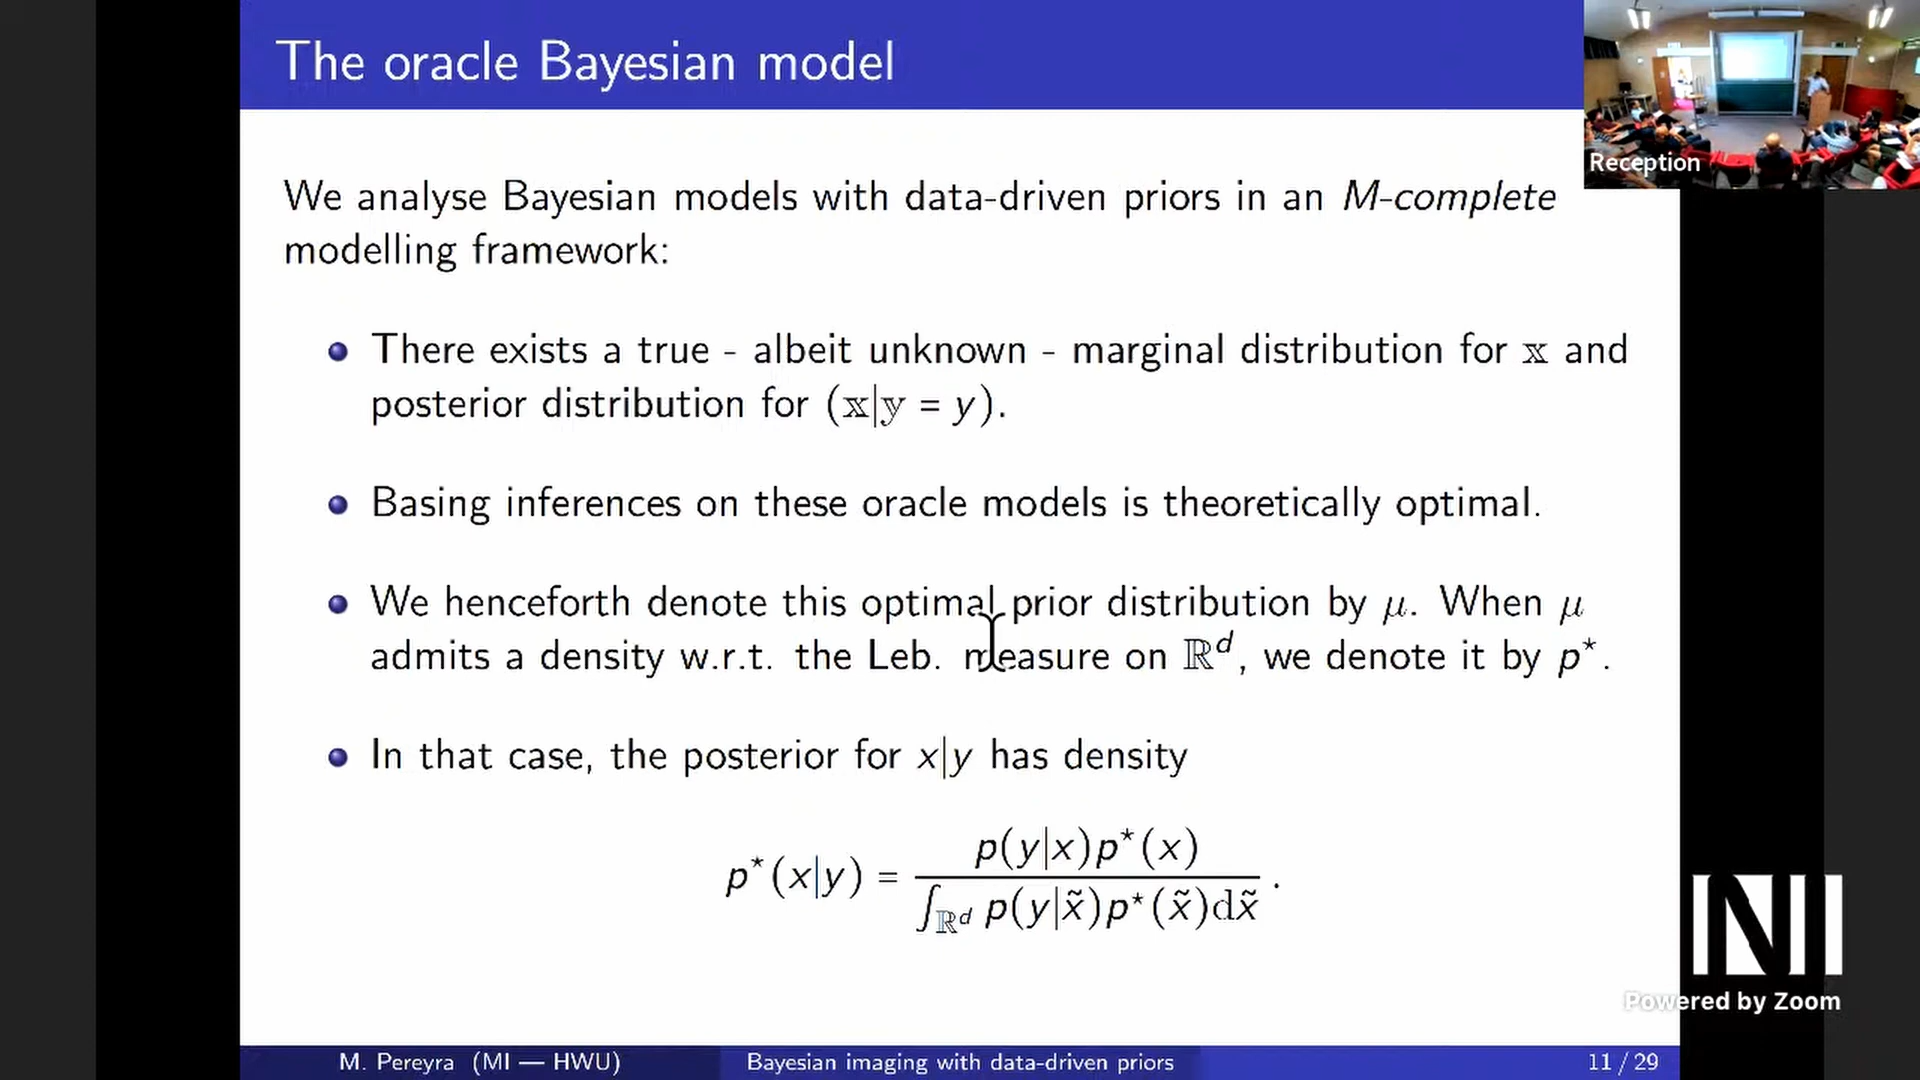 The oracle Bayesian model
Reception
We analyse Bayesian models with data-driven priors in an M-complete
modelling framework:
There exists a true - albeit unknown - marginal distribution for 𝕩 and
posterior distribution for (𝕩|𝕪 = y).
Basing inferences on these oracle models is theoretically optimal.
We henceforth denote this optimal prior distribution by μ. When μ
admits a density w.r.t. the Leb. measure on ℝᵈ, we denote it by p⋆.
In that case, the posterior for x|y has density
p⋆(x|y) = p(y|x)p⋆(x) / ∫_ℝᵈ p(y|x̃)p⋆(x̃)dx̃ .
NI
Powered by Zoom
M. Pereyra (MI — HWU)
Bayesian imaging with data-driven priors
11 / 29